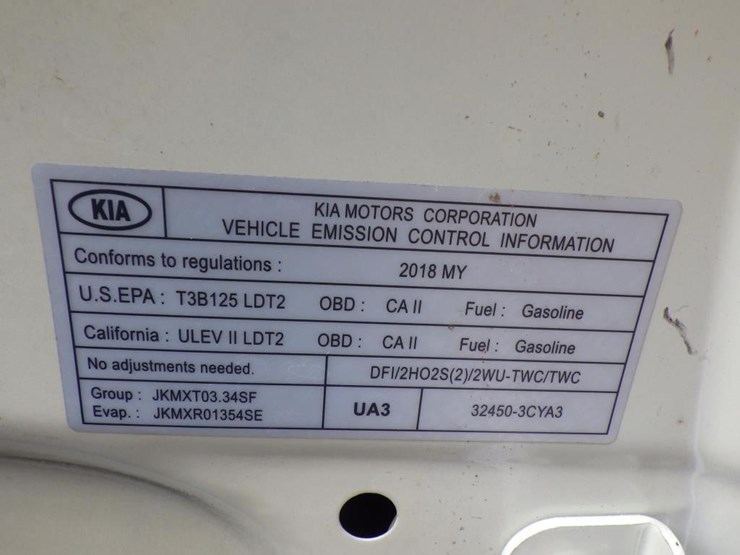 KIA
KIA MOTORS CORPORATION
VEHICLE EMISSION CONTROL INFORMATION
Conforms to regulations : 2018 MY
U.S.EPA : T3B125 LDT2 OBD : CA II Fuel : Gasoline
California : ULEV II LDT2 OBD : CA II Fuel : Gasoline
No adjustments needed. DFI/2HO2S(2)/2WU-TWC/TWC
Group : JKMXT03.34SF
Evap. : JKMXR01354SE
UA3 32450-3CYA3